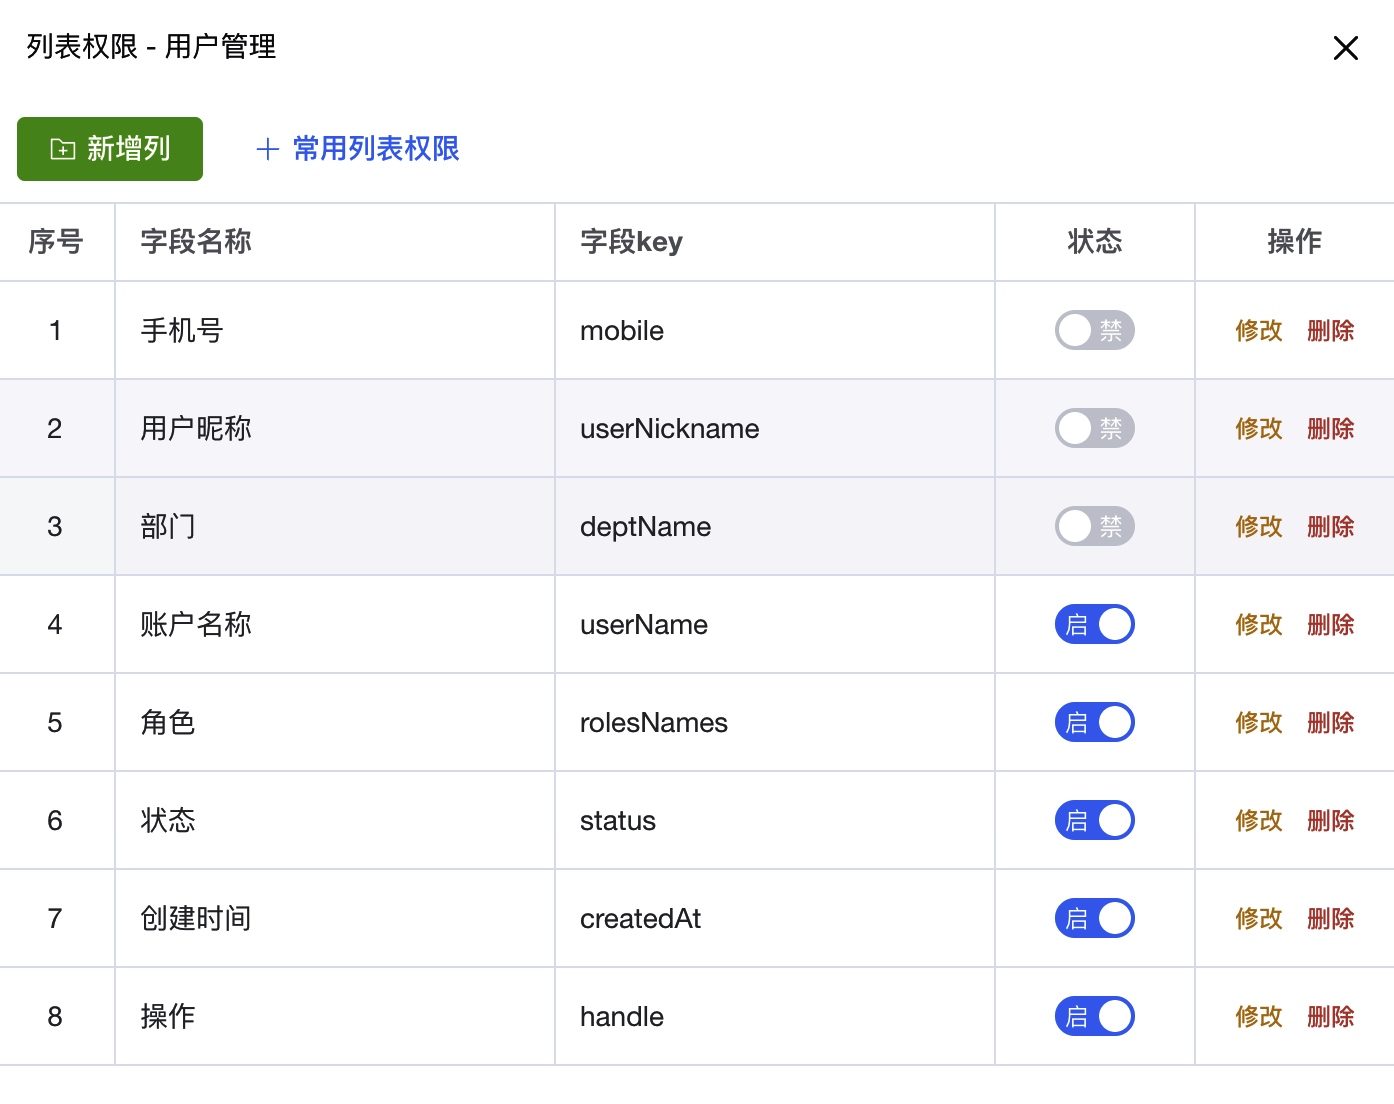 列表权限 - 用户管理
新增列 常用列表权限
序号 字段名称 字段key 状态 操作
1 手机号 mobile 禁 修改 删除
2 用户昵称 userNickname 禁 修改 删除
3 部门 deptName 禁 修改 删除
4 账户名称 userName 启 修改 删除
5 角色 rolesNames 启 修改 删除
6 状态 status 启 修改 删除
7 创建时间 createdAt 启 修改 删除
8 操作 handle 启 修改 删除